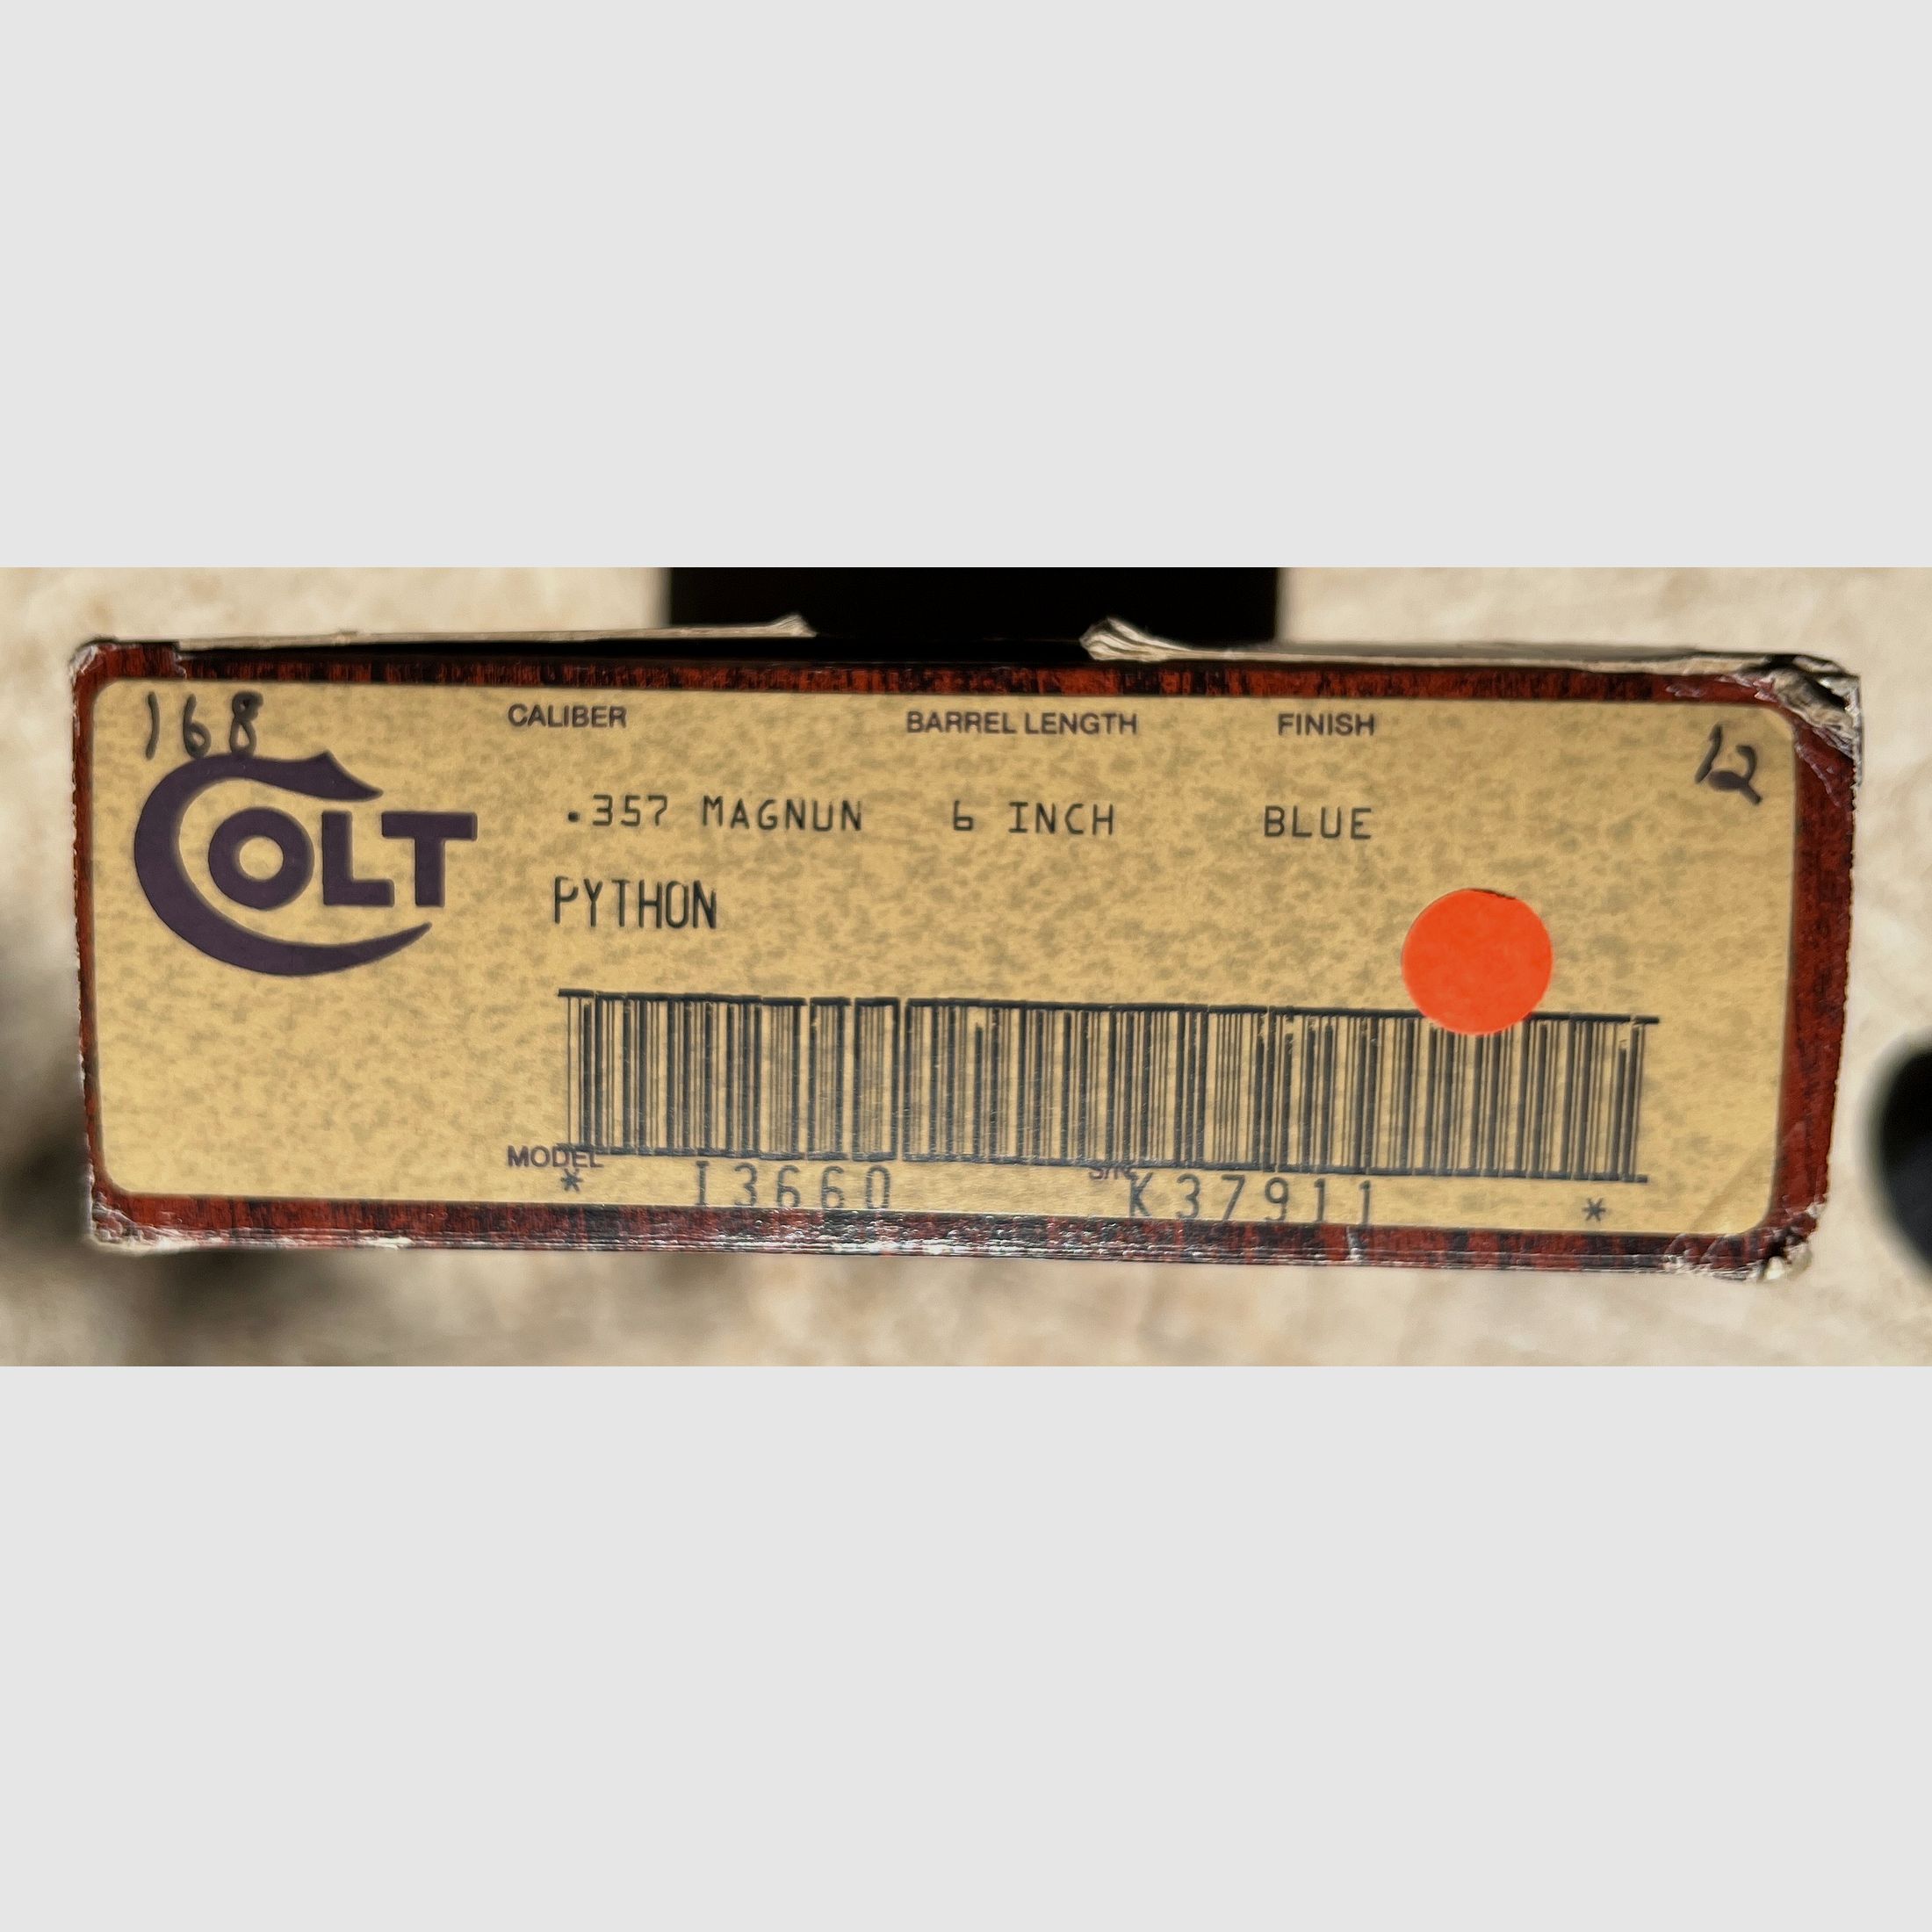 168
CALIBER BARREL LENGTH FINISH
12
COLT
.357 MAGNUN 6 INCH BLUE
PYTHON
MODEL S/N
* I3660 K37911 *